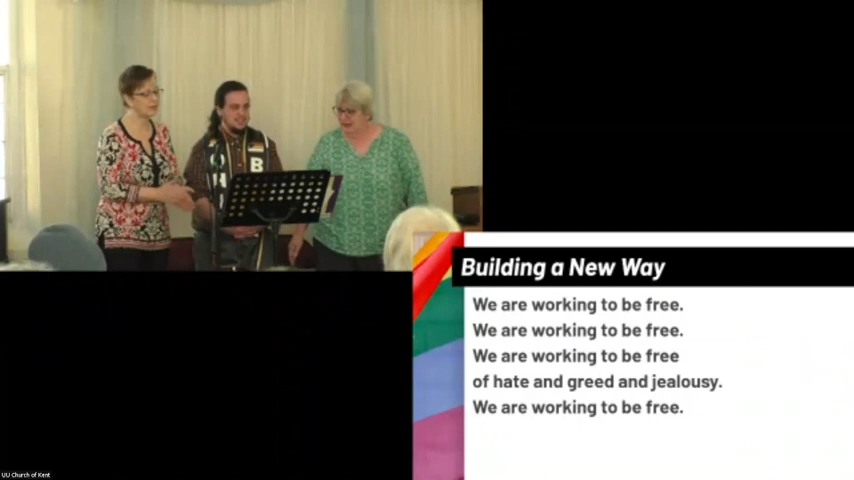 Building a New Way
We are working to be free.
We are working to be free.
We are working to be free
of hate and greed and jealousy.
We are working to be free.
UU Church of Kent